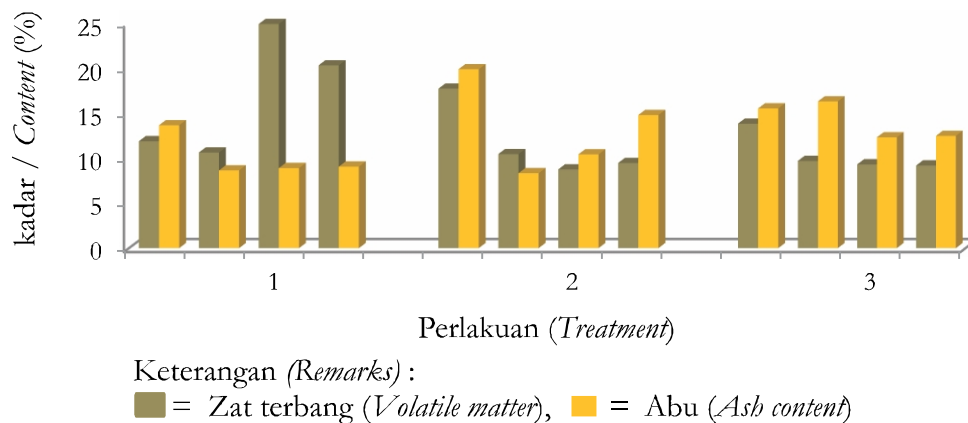 kadar / Content (%)
25
20
15
10
5
0
1 2 3
Perlakuan (Treatment)
Keterangan (Remarks) :
= Zat terbang (Volatile matter), = Abu (Ash content)